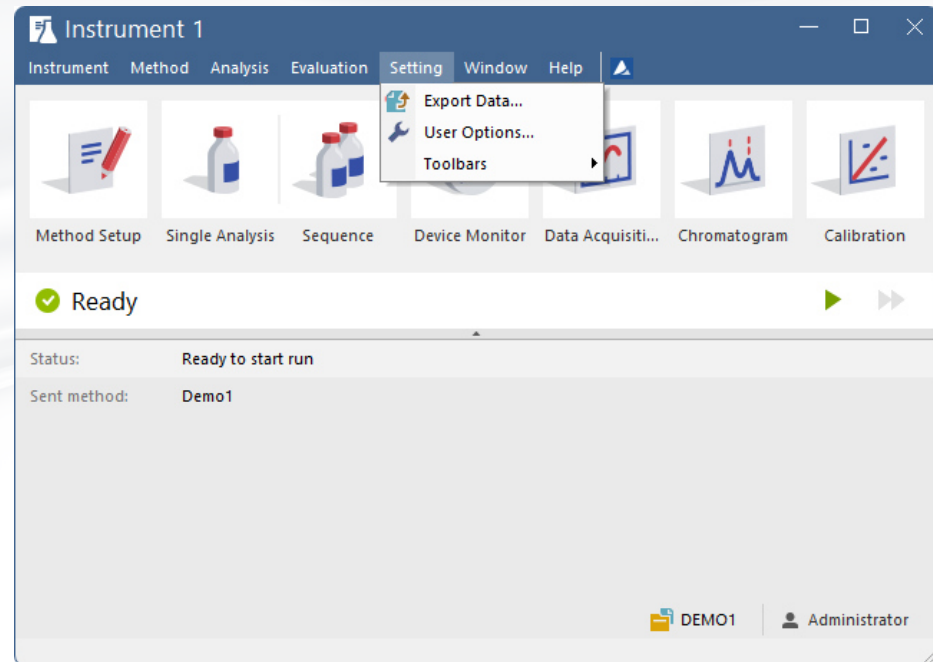 Instrument 1
Instrument Method Analysis Evaluation Setting Window Help
Export Data...
User Options...
Toolbars
Method Setup Single Analysis Sequence Device Monitor Data Acquisiti... Chromatogram Calibration
Ready
Status: Ready to start run
Sent method: Demo1
DEMO1 Administrator